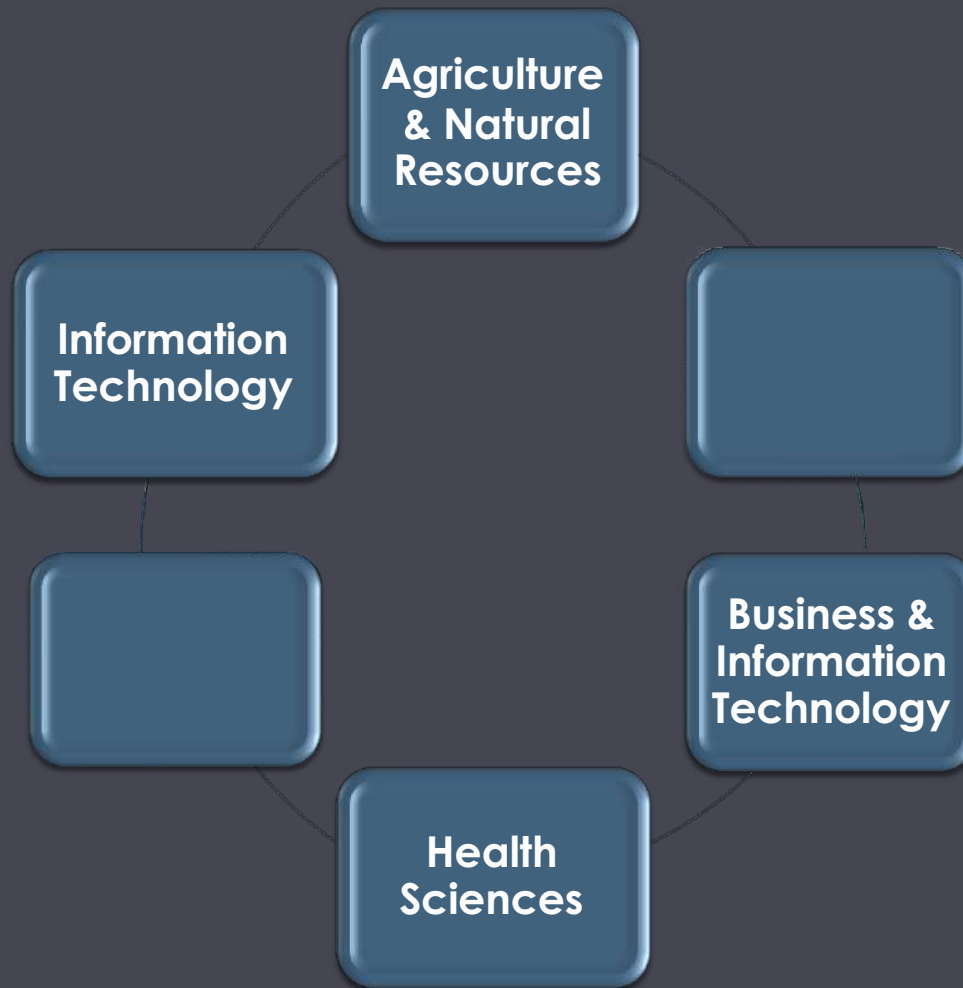 Agriculture
& Natural
Resources
Information
Technology
Business &
Information
Technology
Health
Sciences